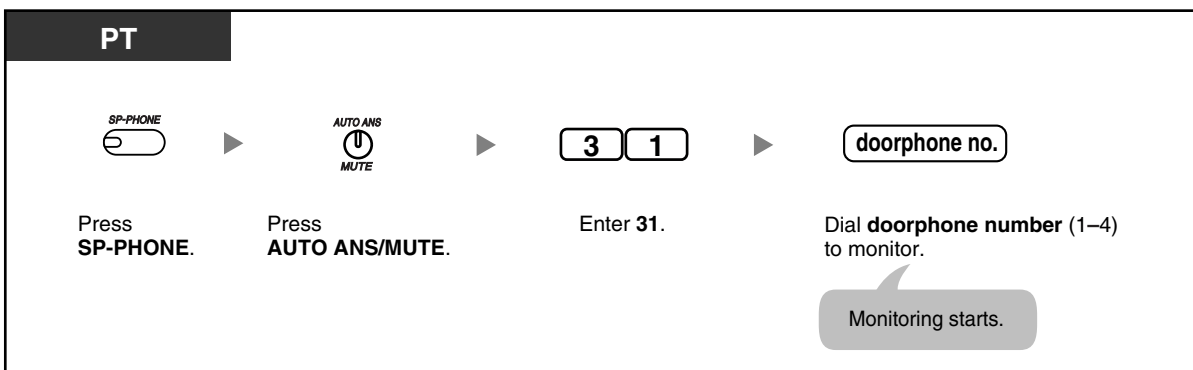 PT
SP-PHONE
AUTO ANS
MUTE
3 1
doorphone no.
Press
SP-PHONE.
Press
AUTO ANS/MUTE.
Enter 31.
Dial doorphone number (1–4)
to monitor.
Monitoring starts.